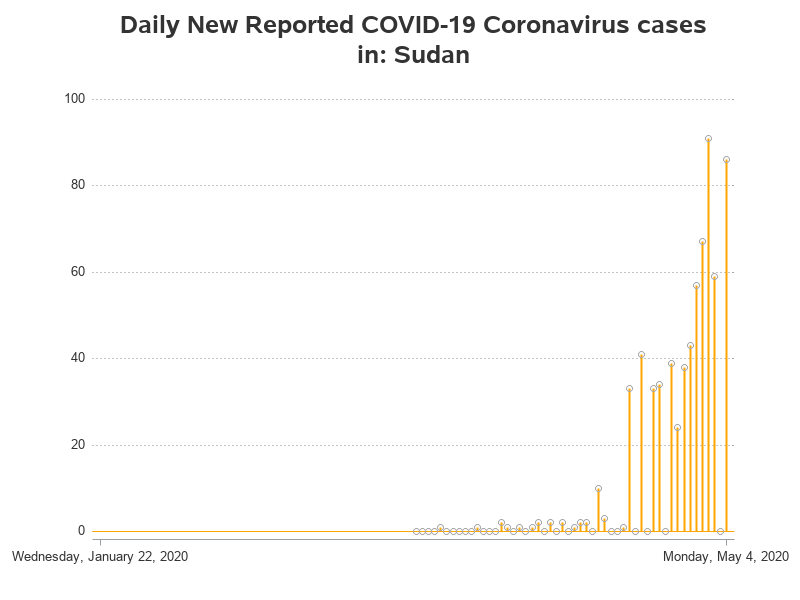 Daily New Reported COVID-19 Coronavirus cases
in: Sudan
100
80
60
40
20
0
Wednesday, January 22, 2020
Monday, May 4, 2020